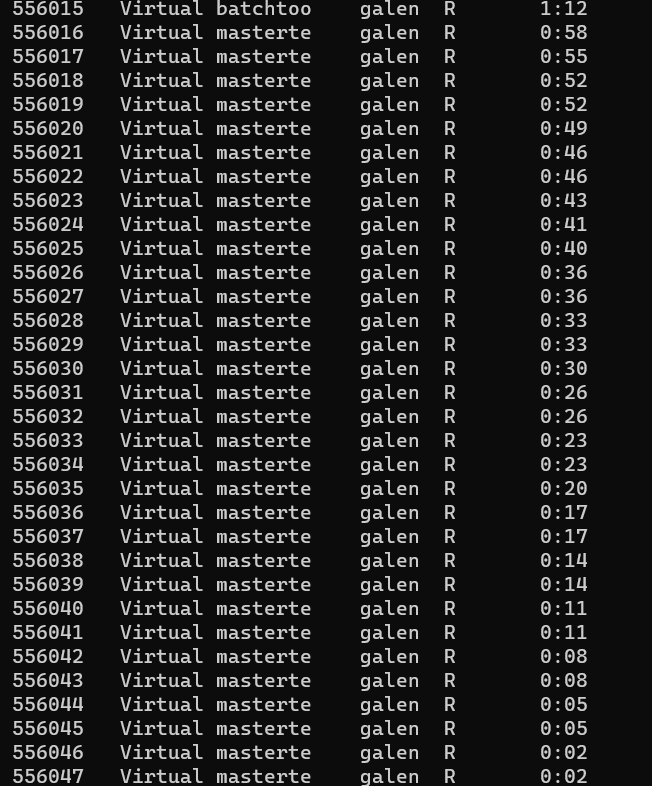 556015 Virtual batchtoo galen R 1:12
556016 Virtual masterte galen R 0:58
556017 Virtual masterte galen R 0:55
556018 Virtual masterte galen R 0:52
556019 Virtual masterte galen R 0:52
556020 Virtual masterte galen R 0:49
556021 Virtual masterte galen R 0:46
556022 Virtual masterte galen R 0:46
556023 Virtual masterte galen R 0:43
556024 Virtual masterte galen R 0:41
556025 Virtual masterte galen R 0:40
556026 Virtual masterte galen R 0:36
556027 Virtual masterte galen R 0:36
556028 Virtual masterte galen R 0:33
556029 Virtual masterte galen R 0:33
556030 Virtual masterte galen R 0:30
556031 Virtual masterte galen R 0:26
556032 Virtual masterte galen R 0:26
556033 Virtual masterte galen R 0:23
556034 Virtual masterte galen R 0:23
556035 Virtual masterte galen R 0:20
556036 Virtual masterte galen R 0:17
556037 Virtual masterte galen R 0:17
556038 Virtual masterte galen R 0:14
556039 Virtual masterte galen R 0:14
556040 Virtual masterte galen R 0:11
556041 Virtual masterte galen R 0:11
556042 Virtual masterte galen R 0:08
556043 Virtual masterte galen R 0:08
556044 Virtual masterte galen R 0:05
556045 Virtual masterte galen R 0:05
556046 Virtual masterte galen R 0:02
556047 Virtual masterte galen R 0:02